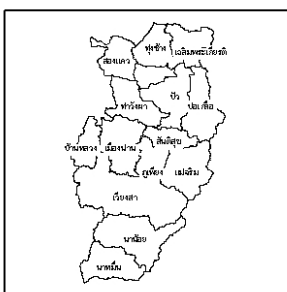 ทุ่งช้าง
เฉลิมพระเกียรติ
สองแคว
ปัว
ท่าวังผา
บ่อเกลือ
สันติสุข
บ้านหลวง
เมืองน่าน
ภูเพียง
แม่จริม
เวียงสา
นาน้อย
นาหมื่น